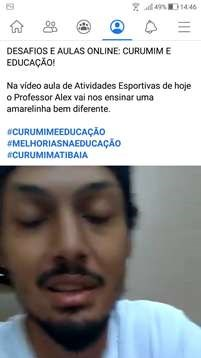 49% 14:46
DESAFIOS E AULAS ONLINE: CURUMIM E
EDUCAÇÃO!
Na vídeo aula de Atividades Esportivas de hoje
o Professor Alex vai nos ensinar uma
amarelinha bem diferente.
#CURUMIMEEDUCAÇÃO
#MELHORIASNAEDUCAÇÃO
#CURUMIMATIBAIA